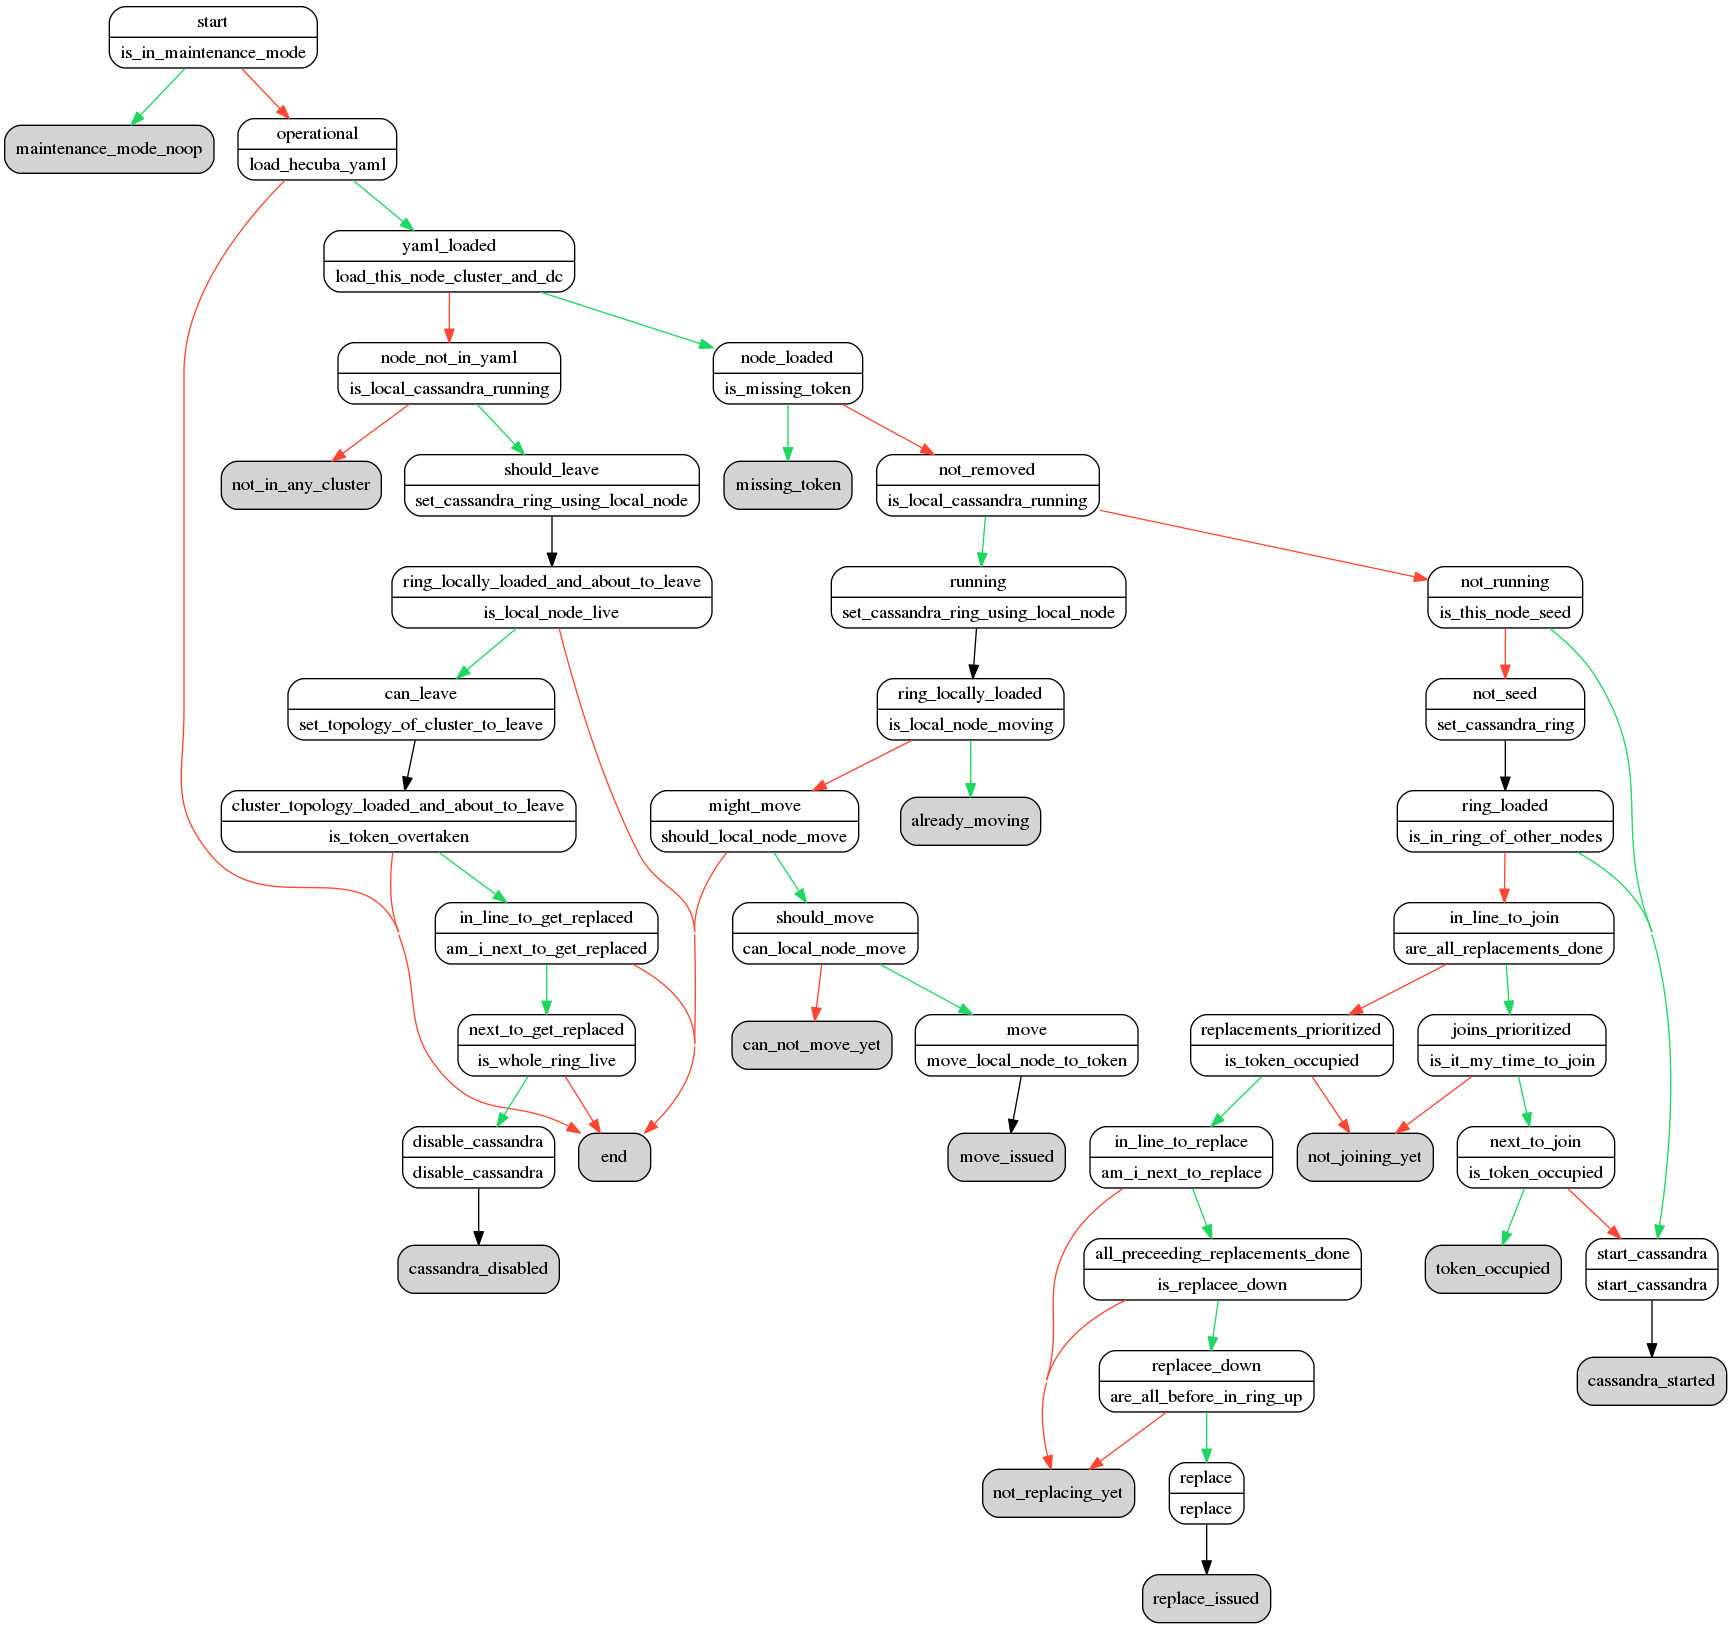 start
is_in_maintenance_mode
maintenance_mode_noop
operational
load_hecuba_yaml
yaml_loaded
load_this_node_cluster_and_dc
node_not_in_yaml
is_local_cassandra_running
node_loaded
is_missing_token
not_in_any_cluster
should_leave
set_cassandra_ring_using_local_node
missing_token
not_removed
is_local_cassandra_running
ring_locally_loaded_and_about_to_leave
is_local_node_live
running
set_cassandra_ring_using_local_node
not_running
is_this_node_seed
can_leave
set_topology_of_cluster_to_leave
ring_locally_loaded
is_local_node_moving
not_seed
set_cassandra_ring
cluster_topology_loaded_and_about_to_leave
is_token_overtaken
might_move
should_local_node_move
already_moving
ring_loaded
is_in_ring_of_other_nodes
in_line_to_get_replaced
am_i_next_to_get_replaced
should_move
can_local_node_move
in_line_to_join
are_all_replacements_done
next_to_get_replaced
is_whole_ring_live
can_not_move_yet
move
move_local_node_to_token
replacements_prioritized
is_token_occupied
joins_prioritized
is_it_my_time_to_join
disable_cassandra
disable_cassandra
end
move_issued
in_line_to_replace
am_i_next_to_replace
not_joining_yet
next_to_join
is_token_occupied
cassandra_disabled
all_preceeding_replacements_done
is_replacee_down
token_occupied
start_cassandra
start_cassandra
replacee_down
are_all_before_in_ring_up
cassandra_started
not_replacing_yet
replace
replace
replace_issued